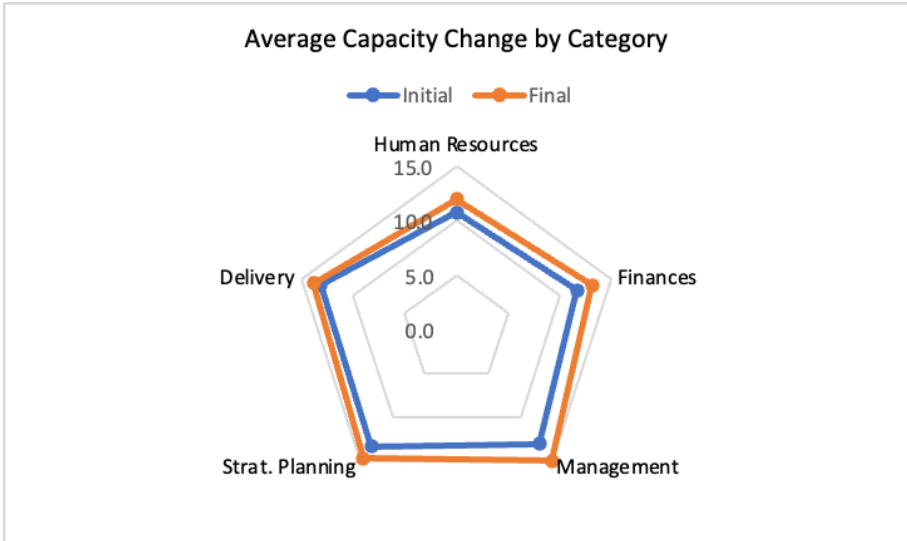 Average Capacity Change by Category
Initial Final
Human Resources
15.0
10.0
Delivery
5.0
Finances
0.0
Strat. Planning
Management